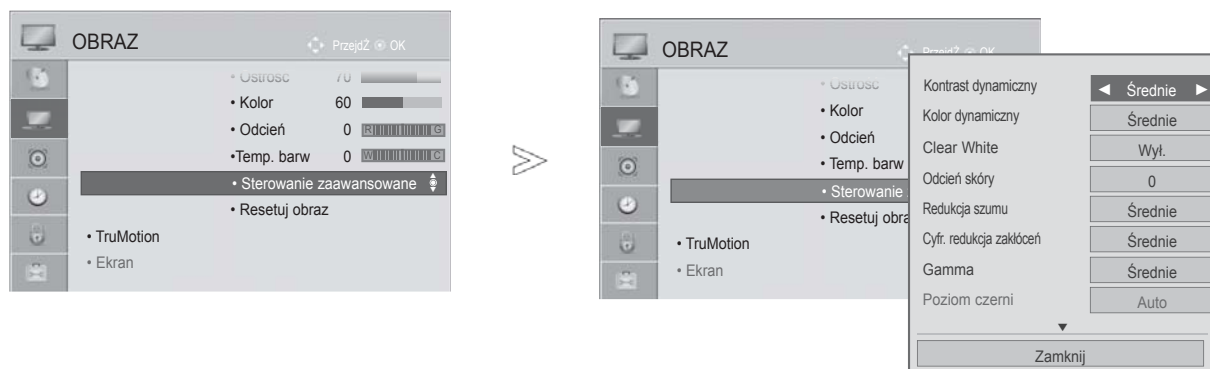 OBRAZ
PrzejdŹ OK
• Ostrość 70
• Kolor 60
• Odcień 0 R G
•Temp. barw 0 W C
• Sterowanie zaawansowane
• Resetuj obraz
• TruMotion
• Ekran
OBRAZ
PrzejdŹ OK
• Ostrość
• Kolor
• Odcień
• Temp. barw
• Sterowanie
• Resetuj obra
• TruMotion
• Ekran
Kontrast dynamiczny ◄ Średnie ►
Kolor dynamiczny Średnie
Clear White Wył.
Odcień skóry 0
Redukcja szumu Średnie
Cyfr. redukcja zakłóceń Średnie
Gamma Średnie
Poziom czerni Auto
▼
Zamknij